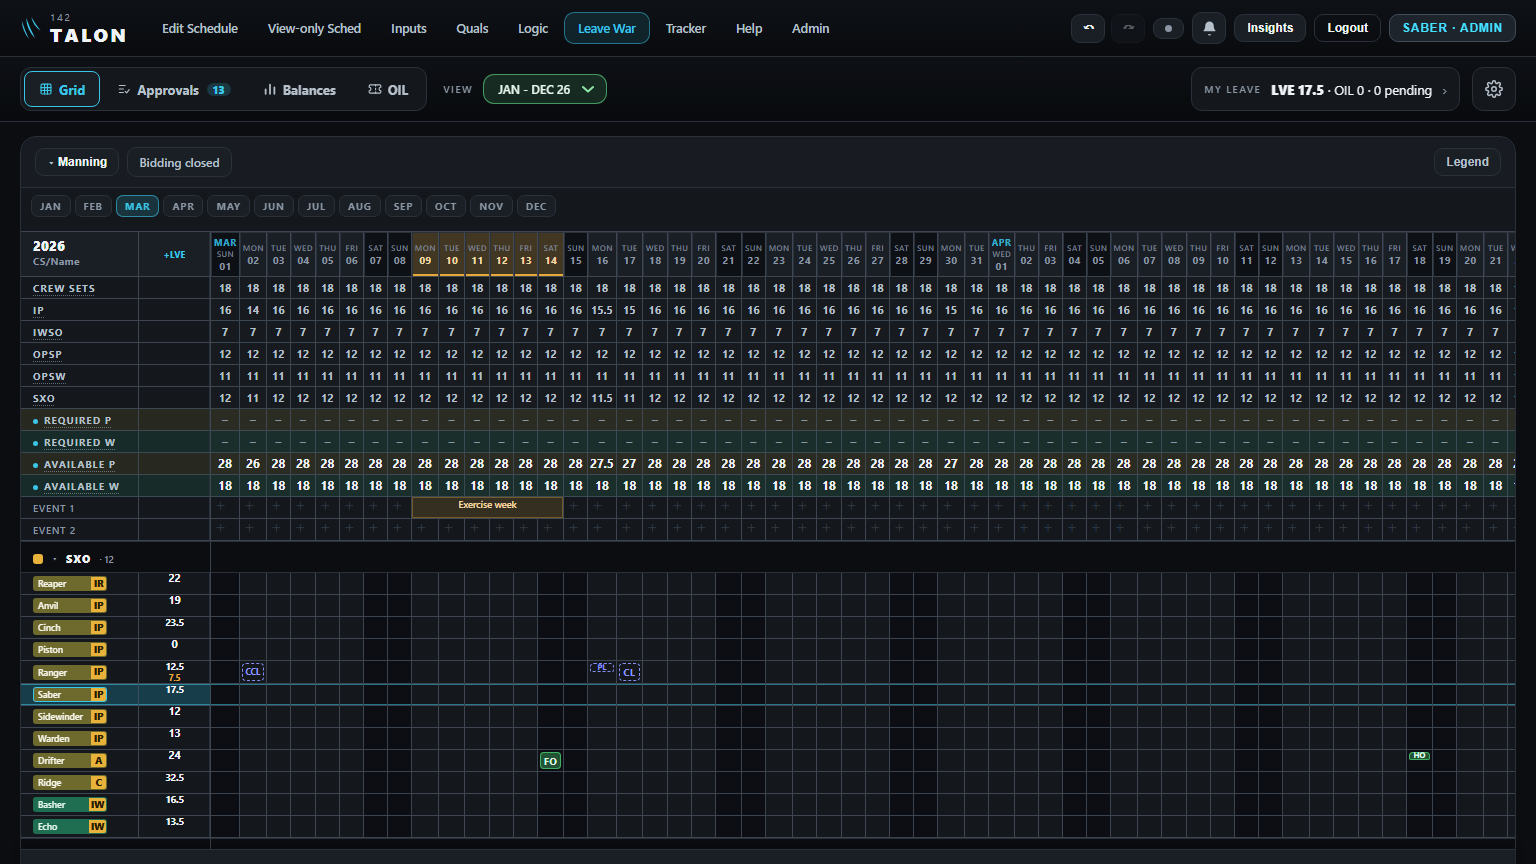 142
TALON
Edit Schedule View-only Sched Inputs Quals Logic Leave War Tracker Help Admin
Insights Logout SABER · ADMIN
Grid Approvals 13 Balances OIL VIEW JAN - DEC 26
MY LEAVE LVE 17.5 · OIL 0 · 0 pending ›
Manning Bidding closed Legend
JAN FEB MAR APR MAY JUN JUL AUG SEP OCT NOV DEC
2026
CS/Name
+LVE
MAR APR
SUN MON TUE WED THU FRI SAT SUN MON TUE WED THU FRI SAT SUN MON TUE WED THU FRI SAT SUN MON TUE WED THU FRI SAT SUN MON TUE WED THU FRI SAT SUN MON TUE WED THU FRI SAT SUN MON TUE WED THU FRI SAT SUN MON TUE W
01 02 03 04 05 06 07 08 09 10 11 12 13 14 15 16 17 18 19 20 21 22 23 24 25 26 27 28 29 30 31 01 02 03 04 05 06 07 08 09 10 11 12 13 14 15 16 17 18 19 20 21
CREW SETS 18 18 18 18 18 18 18 18 18 18 18 18 18 18 18 18 18 18 18 18 18 18 18 18 18 18 18 18 18 18 18 18 18 18 18 18 18 18 18 18 18 18 18 18 18 18 18 18 18 18 18 18
IP 16 14 16 16 16 16 16 16 16 16 16 16 16 16 16 15.5 15 16 16 16 16 16 16 16 16 16 16 16 16 15 16 16 16 16 16 16 16 16 16 16 16 16 16 16 16 16 16 16 16 16 16 16
IWSO 7 7 7 7 7 7 7 7 7 7 7 7 7 7 7 7 7 7 7 7 7 7 7 7 7 7 7 7 7 7 7 7 7 7 7 7 7 7 7 7 7 7 7 7 7 7 7 7 7 7 7 7
OPSP 12 12 12 12 12 12 12 12 12 12 12 12 12 12 12 12 12 12 12 12 12 12 12 12 12 12 12 12 12 12 12 12 12 12 12 12 12 12 12 12 12 12 12 12 12 12 12 12 12 12 12 12
OPSW 11 11 11 11 11 11 11 11 11 11 11 11 11 11 11 11 11 11 11 11 11 11 11 11 11 11 11 11 11 11 11 11 11 11 11 11 11 11 11 11 11 11 11 11 11 11 11 11 11 11 11 11
SXO 12 11 12 12 12 12 12 12 12 12 12 12 12 12 12 11.5 11 12 12 12 12 12 12 12 12 12 12 12 12 12 12 12 12 12 12 12 12 12 12 12 12 12 12 12 12 12 12 12 12 12 12 12
REQUIRED P – – – – – – – – – – – – – – – – – – – – – – – – – – – – – – – – – – – – – – – – – – – – – – – – – – – –
REQUIRED W – – – – – – – – – – – – – – – – – – – – – – – – – – – – – – – – – – – – – – – – – – – – – – – – – – – –
AVAILABLE P 28 26 28 28 28 28 28 28 28 28 28 28 28 28 28 27.5 27 28 28 28 28 28 28 28 28 28 28 28 28 27 28 28 28 28 28 28 28 28 28 28 28 28 28 28 28 28 28 28 28 28 28 28
AVAILABLE W 18 18 18 18 18 18 18 18 18 18 18 18 18 18 18 18 18 18 18 18 18 18 18 18 18 18 18 18 18 18 18 18 18 18 18 18 18 18 18 18 18 18 18 18 18 18 18 18 18 18 18 18
EVENT 1 + + + + + + + + Exercise week + + + + + + + + + + + + + + + + + + + + + + + + + + + + + + + + + + + + + +
EVENT 2 + + + + + + + + + + + + + + + + + + + + + + + + + + + + + + + + + + + + + + + + + + + + + + + + + + + +
· SXO · 12
Reaper IR 22
Anvil IP 19
Cinch IP 23.5
Piston IP 0
Ranger IP 12.5 CCL PL CL
7.5
Saber IP 17.5
Sidewinder IP 12
Warden IP 13
Drifter A 24 FO HO
Ridge C 32.5
Basher IW 16.5
Echo IW 13.5